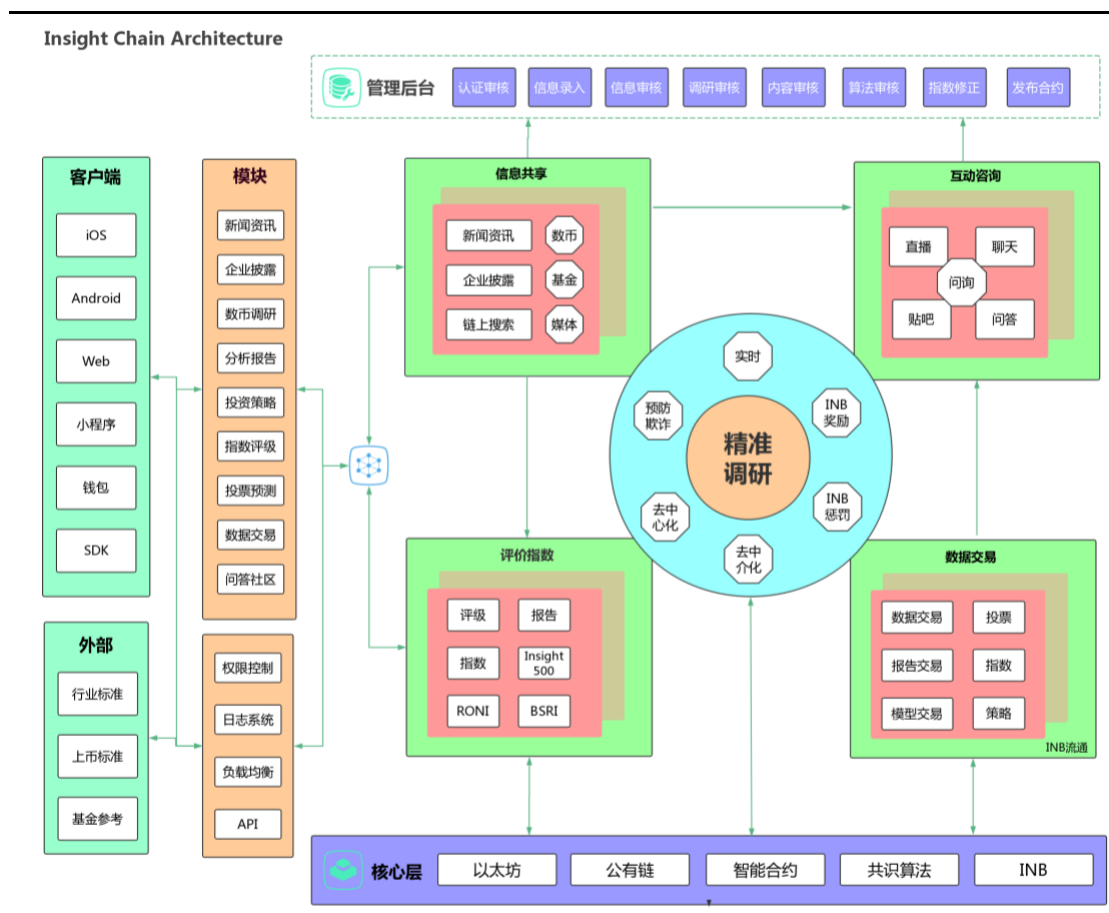 Insight Chain Architecture
管理后台
认证审核
信息录入
信息审核
调研审核
内容审核
算法审核
指数修正
发布合约
客户端
iOS
Android
Web
小程序
钱包
SDK
外部
行业标准
上币标准
基金参考
模块
新闻资讯
企业披露
数币调研
分析报告
投资策略
指数评级
投票预测
数据交易
问答社区
权限控制
日志系统
负载均衡
API
信息共享
新闻资讯
数币
企业披露
基金
链上搜索
媒体
互动咨询
直播
聊天
问询
贴吧
问答
实时
预防
欺诈
INB
奖励
精准
调研
去中
心化
INB
惩罚
去中
介化
评价指数
评级
报告
指数
Insight
500
RONI
BSRI
数据交易
数据交易
投票
报告交易
指数
模型交易
策略
INB流通
核心层
以太坊
公有链
智能合约
共识算法
INB